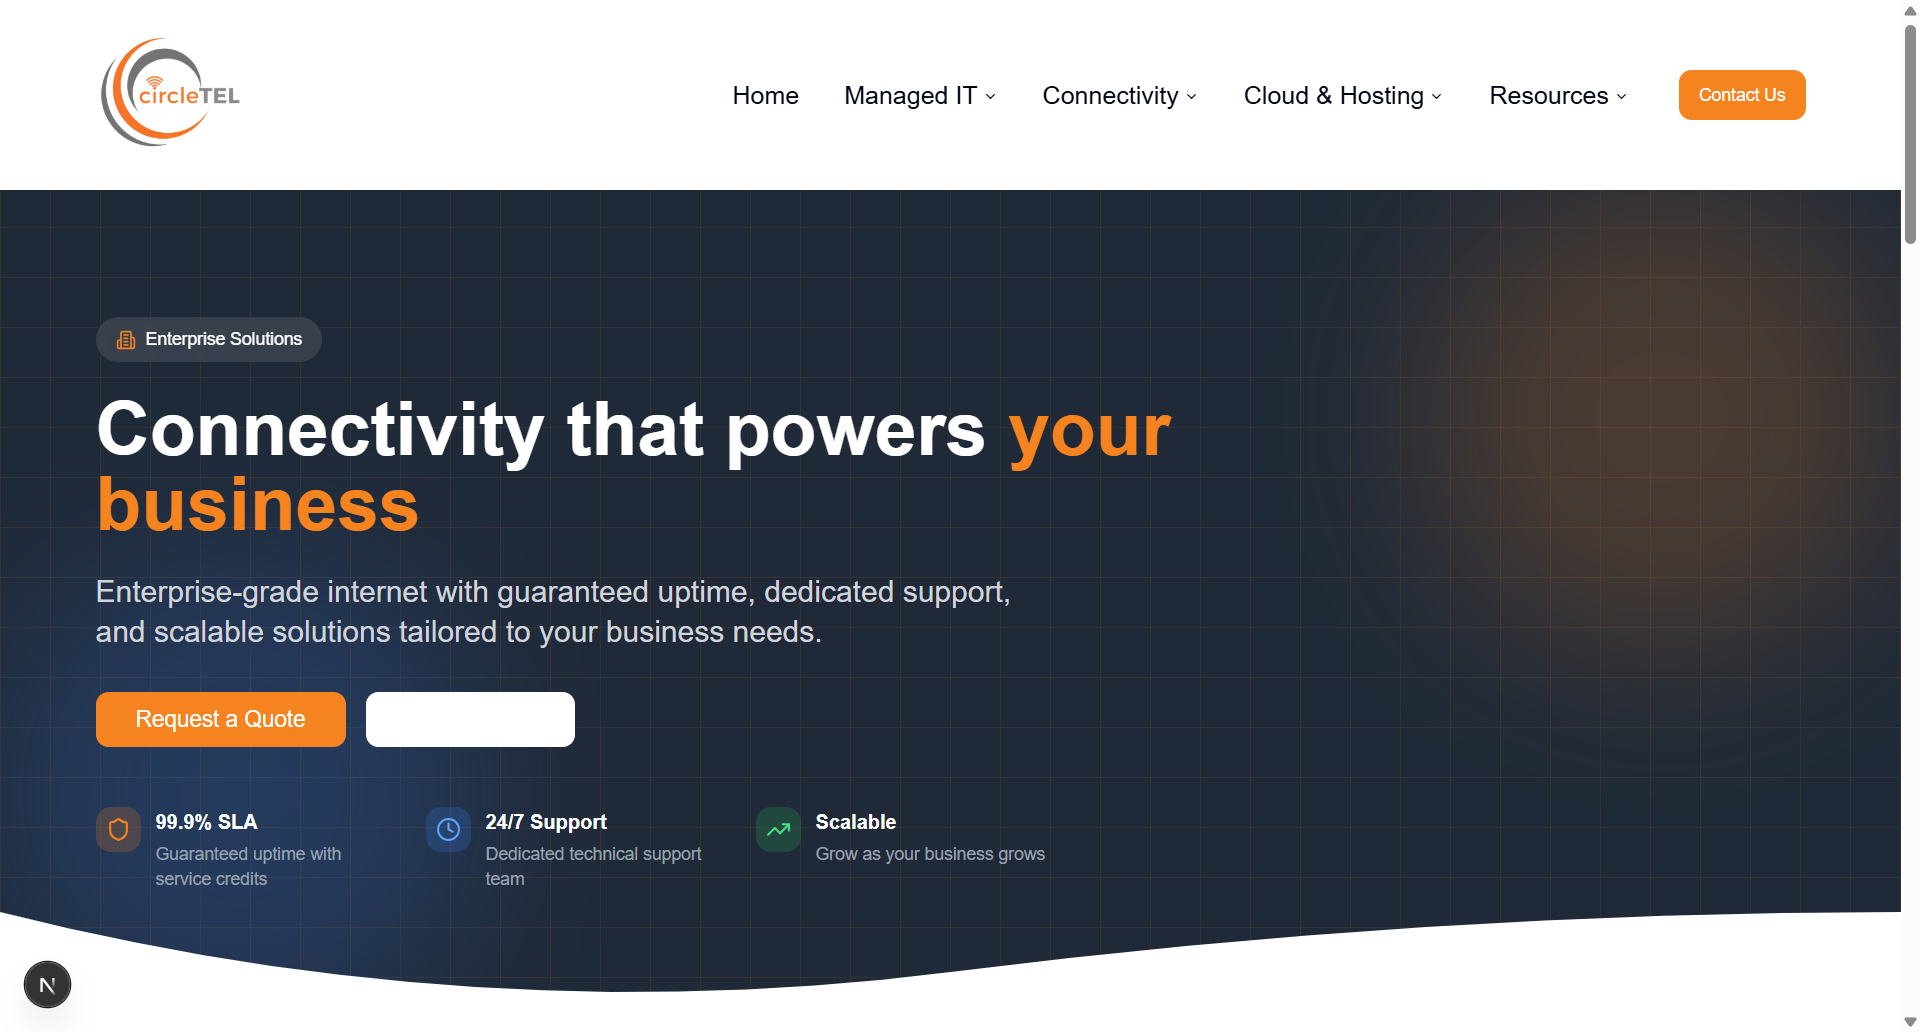 circleTEL
Home
Managed IT
Connectivity
Cloud & Hosting
Resources
Contact Us
Enterprise Solutions
Connectivity that powers your
business
Enterprise-grade internet with guaranteed uptime, dedicated support,
and scalable solutions tailored to your business needs.
Request a Quote
99.9% SLA
Guaranteed uptime with
service credits
24/7 Support
Dedicated technical support
team
Scalable
Grow as your business grows
N